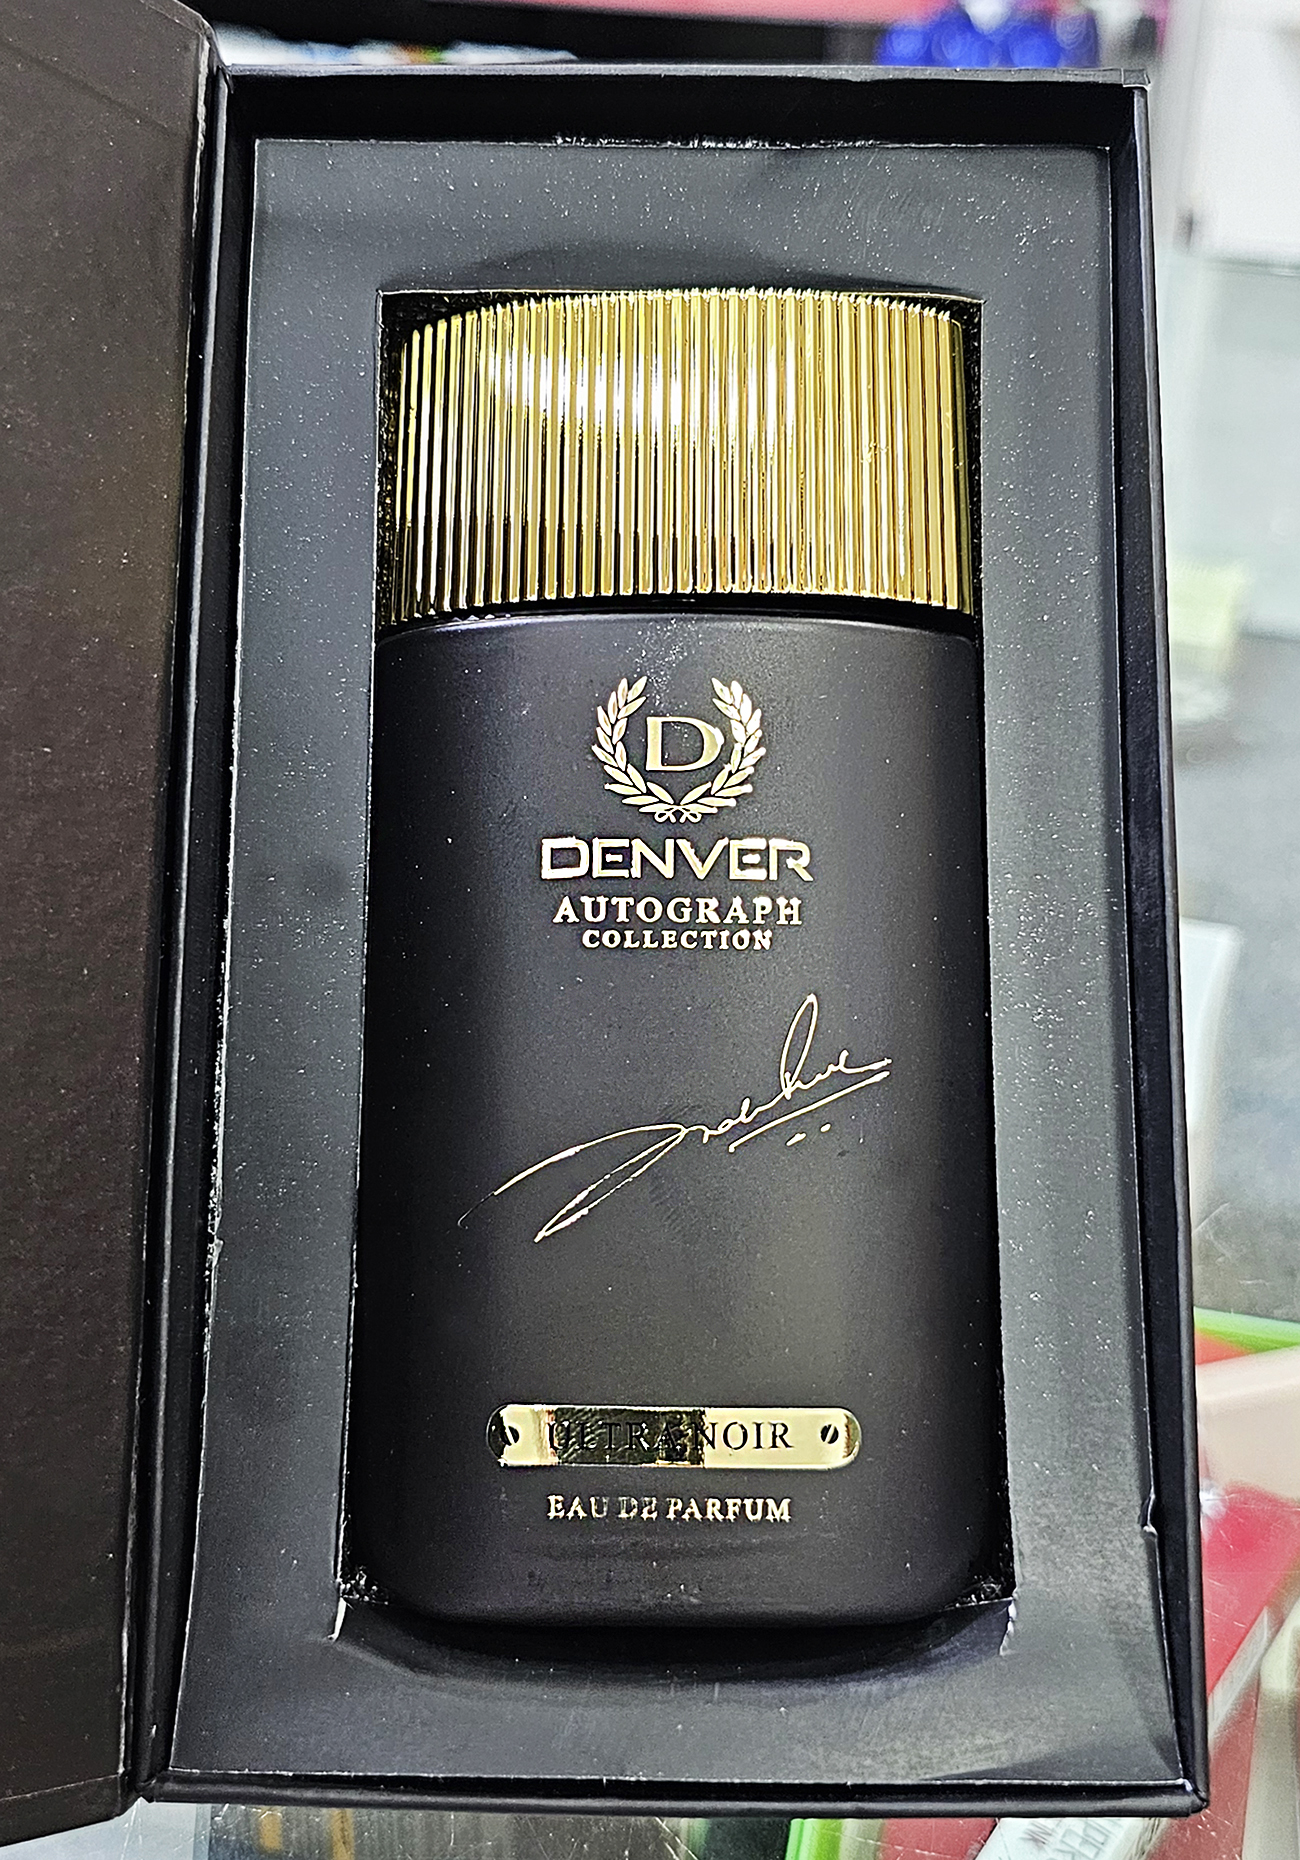 D
DENVER
AUTOGRAPH
COLLECTION
ULTRA NOIR
EAU DE PARFUM